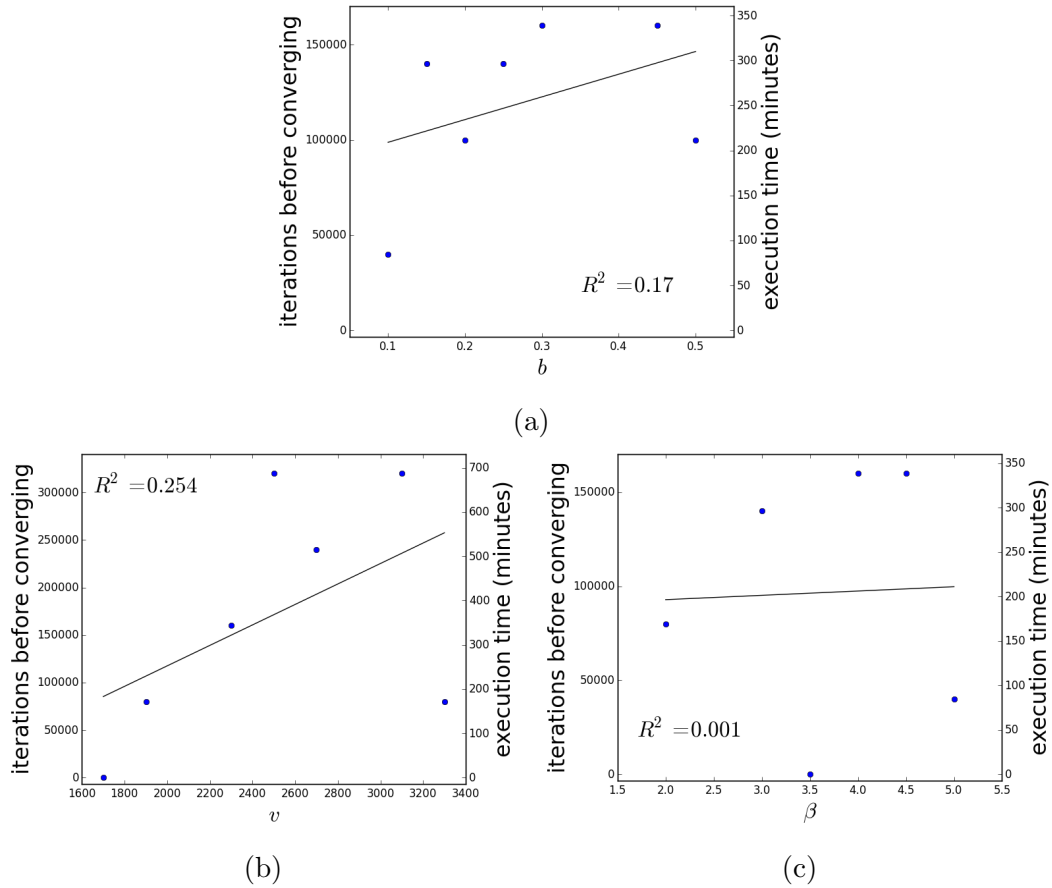 iterations before converging
150000
100000
50000
0
350
300
250
200
150
100
50
0
execution time (minutes)
R² =0.17
0.1 0.2 0.3 0.4 0.5
b
(a)
iterations before converging
300000
250000
200000
150000
100000
50000
0
R² =0.254
700
600
500
400
300
200
100
0
execution time (minutes)
1600 1800 2000 2200 2400 2600 2800 3000 3200 3400
v
(b)
iterations before converging
150000
100000
50000
0
350
300
250
200
150
100
50
0
execution time (minutes)
R² =0.001
1.5 2.0 2.5 3.0 3.5 4.0 4.5 5.0 5.5
β
(c)